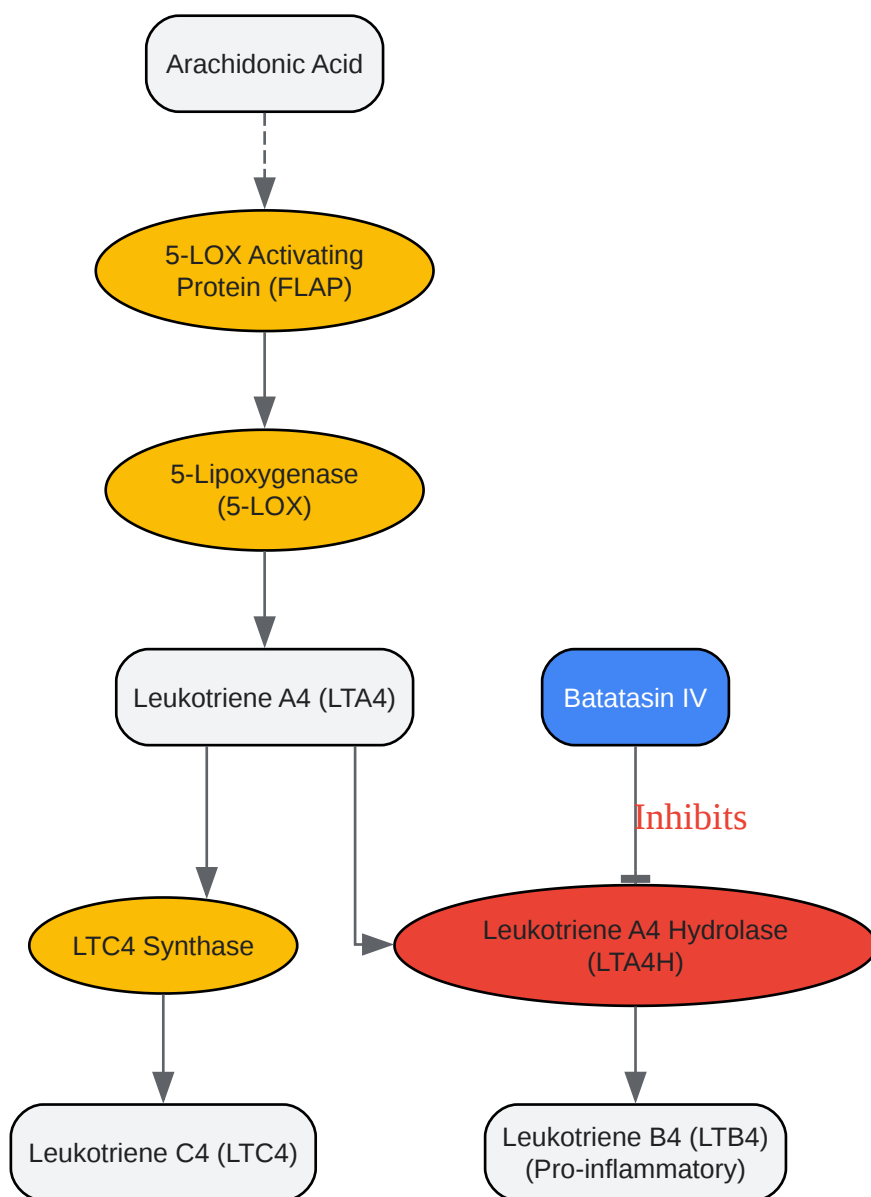 Arachidonic Acid
5-LOX Activating
Protein (FLAP)
5-Lipoxygenase
(5-LOX)
Leukotriene A4 (LTA4)
Batatasin IV
Inhibits
LTC4 Synthase
Leukotriene A4 Hydrolase
(LTA4H)
Leukotriene C4 (LTC4)
Leukotriene B4 (LTB4)
(Pro-inflammatory)